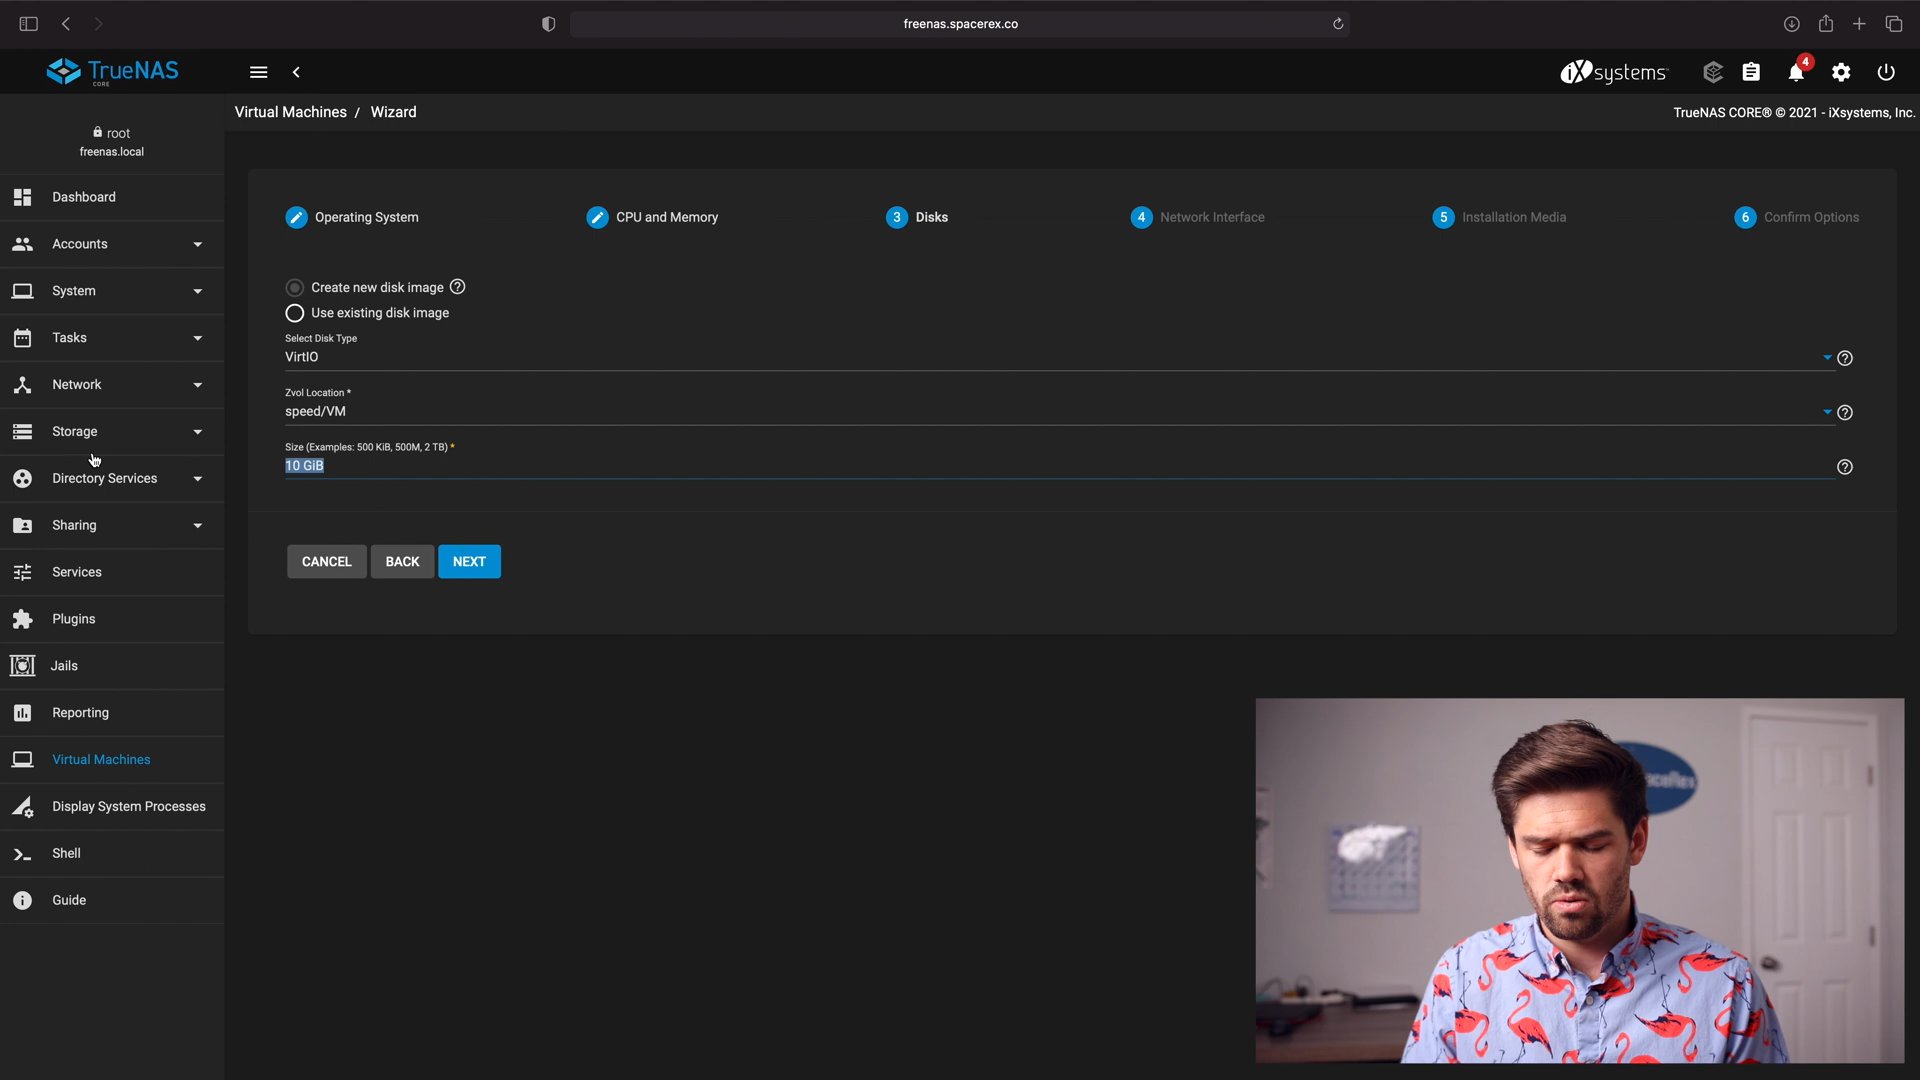 freenas.spacerex.co
TrueNAS
CORE
iXsystems
4
Virtual Machines / Wizard
TrueNAS CORE® © 2021 - iXsystems, Inc.
root
freenas.local
Dashboard
Accounts
System
Tasks
Network
Storage
Directory Services
Sharing
Services
Plugins
Jails
Reporting
Virtual Machines
Display System Processes
Shell
Guide
Operating System
CPU and Memory
3 Disks
4 Network Interface
5 Installation Media
6 Confirm Options
Create new disk image
Use existing disk image
Select Disk Type
VirtIO
Zvol Location *
speed/VM
Size (Examples: 500 KiB, 500M, 2 TB) *
10 GiB
CANCEL
BACK
NEXT